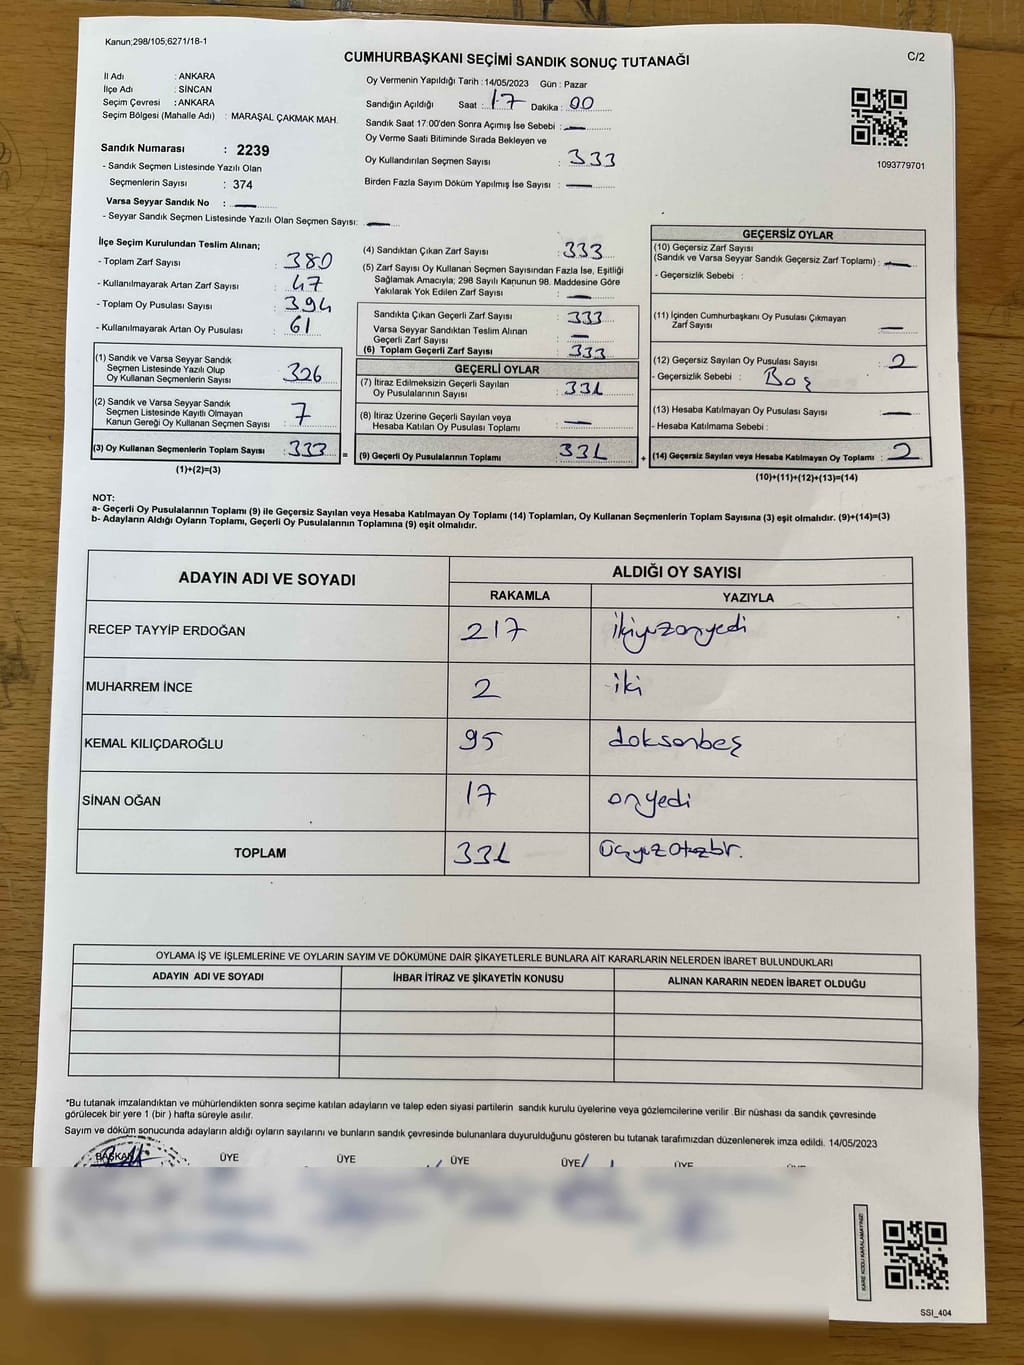 Kanun;298/105;6271/18-1
CUMHURBAŞKANI SEÇİMİ SANDIK SONUÇ TUTANAĞI
C/2
İl Adı : ANKARA
İlçe Adı : SİNCAN
Seçim Çevresi : ANKARA
Seçim Bölgesi (Mahalle Adı) : MARAŞAL ÇAKMAK MAH.
Sandık Numarası : 2239
- Sandık Seçmen Listesinde Yazılı Olan
Seçmenlerin Sayısı : 374
Varsa Seyyar Sandık No : —
- Seyyar Sandık Seçmen Listesinde Yazılı Olan Seçmen Sayısı: —
Oy Vermenin Yapıldığı Tarih : 14/05/2023 Gün : Pazar
Sandığın Açıldığı Saat : 17 Dakika : 00
Sandık Saat 17:00'den Sonra Açımış İse Sebebi : —
Oy Verme Saati Bitiminde Sırada Bekleyen ve
Oy Kullandırılan Seçmen Sayısı : 333
Birden Fazla Sayım Döküm Yapılmış İse Sayısı : —
1093779701
İlçe Seçim Kurulundan Teslim Alınan;
- Toplam Zarf Sayısı : 380
- Kullanılmayarak Artan Zarf Sayısı : 47
- Toplam Oy Pusulası Sayısı : 394
- Kullanılmayarak Artan Oy Pusulası : 61
(1) Sandık ve Varsa Seyyar Sandık
Seçmen Listesinde Yazılı Olup
Oy Kullanan Seçmenlerin Sayısı : 326
(2) Sandık ve Varsa Seyyar Sandık
Seçmen Listesinde Kayıtlı Olmayan
Kanun Gereği Oy Kullanan Seçmen Sayısı : 7
(3) Oy Kullanan Seçmenlerin Toplam Sayısı : 333
(1)+(2)=(3)
(4) Sandıktan Çıkan Zarf Sayısı : 333
(5) Zarf Sayısı Oy Kullanan Seçmen Sayısından Fazla İse, Eşitliği
Sağlamak Amacıyla; 298 Sayılı Kanunun 98. Maddesine Göre
Yakılarak Yok Edilen Zarf Sayısı : —
Sandıkta Çıkan Geçerli Zarf Sayısı : 333
Varsa Seyyar Sandıktan Teslim Alınan
Geçerli Zarf Sayısı : —
(6) Toplam Geçerli Zarf Sayısı : 333
GEÇERLİ OYLAR
(7) İtiraz Edilmeksizin Geçerli Sayılan
Oy Pusulalarının Sayısı : 331
(8) İtiraz Üzerine Geçerli Sayılan veya
Hesaba Katılan Oy Pusulası Toplamı : —
= (9) Geçerli Oy Pusulalarının Toplamı : 331
GEÇERSİZ OYLAR
(10) Geçersiz Zarf Sayısı
(Sandık ve Varsa Seyyar Sandık Geçersiz Zarf Toplamı) : —
- Geçersizlik Sebebi :
(11) İçinden Cumhurbaşkanı Oy Pusulası Çıkmayan
Zarf Sayısı : —
(12) Geçersiz Sayılan Oy Pusulası Sayısı : 2
- Geçersizlik Sebebi : Boş
(13) Hesaba Katılmayan Oy Pusulası Sayısı : —
- Hesaba Katılmama Sebebi :
+ (14) Geçersiz Sayılan veya Hesaba Katılmayan Oy Toplamı : 2
(10)+(11)+(12)+(13)=(14)
NOT:
a- Geçerli Oy Pusulalarının Toplamı (9) ile Geçersiz Sayılan veya Hesaba Katılmayan Oy Toplamı (14) Toplamları, Oy Kullanan Seçmenlerin Toplam Sayısına (3) eşit olmalıdır. (9)+(14)=(3)
b- Adayların Aldığı Oyların Toplamı, Geçerli Oy Pusulalarının Toplamına (9) eşit olmalıdır.
ADAYIN ADI VE SOYADI
ALDIĞI OY SAYISI
RAKAMLA YAZIYLA
RECEP TAYYİP ERDOĞAN 217 ikiyüzonyedi
MUHARREM İNCE 2 iki
KEMAL KILIÇDAROĞLU 95 doksanbeş
SİNAN OĞAN 17 onyedi
TOPLAM 331 üçyüzotuzbir.
OYLAMA İŞ VE İŞLEMLERİNE VE OYLARIN SAYIM VE DÖKÜMÜNE DAİR ŞİKAYETLERLE BUNLARA AİT KARARLARIN NELERDEN İBARET BULUNDUKLARI
ADAYIN ADI VE SOYADI İHBAR İTİRAZ VE ŞİKAYETİN KONUSU ALINAN KARARIN NEDEN İBARET OLDUĞU
*Bu tutanak imzalandıktan ve mühürlendikten sonra seçime katılan adayların ve talep eden siyasi partilerin sandık kurulu üyelerine veya gözlemcilerine verilir .Bir nüshası da sandık çevresinde
görülecek bir yere 1 (bir ) hafta süreyle asılır.
Sayım ve döküm sonucunda adayların aldığı oyların sayılarını ve bunların sandık çevresinde bulunanlara duyurulduğunu gösteren bu tutanak tarafımızdan düzenlenerek imza edildi. 14/05/2023
BAŞKAN ÜYE ÜYE ÜYE ÜYE ÜYE
KARE KODU KARALAMAYINIZ!
SSI_404